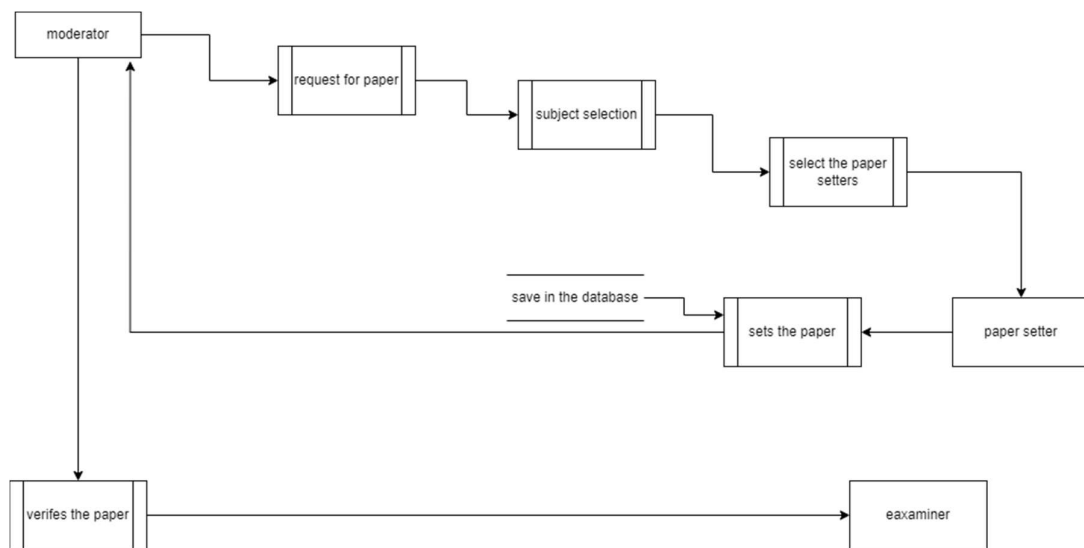 moderator
request for paper
subject selection
select the paper
setters
save in the database
sets the paper
paper setter
verifes the paper
eaxaminer